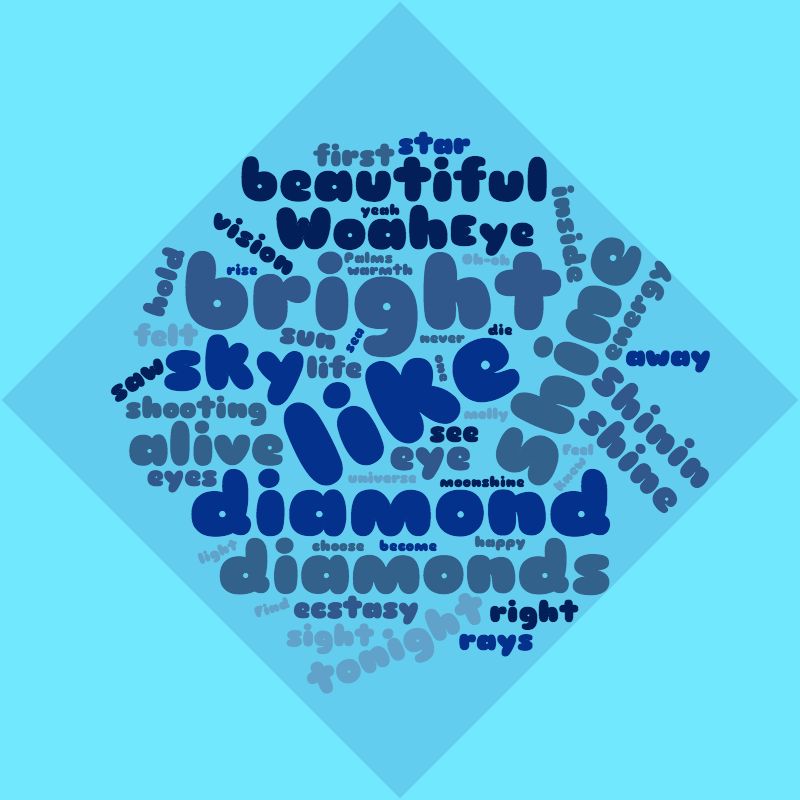 first
star
beautiful
yeah
Woah
Eye
vision
inside
hold
rise
bright
Palms
warmth
Oh-oh
shine
energy
felt
sun
sea
never
die
away
saw
sky
life
like
one
shinin
shine
shooting
molly
alive
see
eye
feel
knew
eyes
universe
moonshine
diamond
light
choose
become
happy
diamonds
find
ecstasy
right
sight
tonight
rays